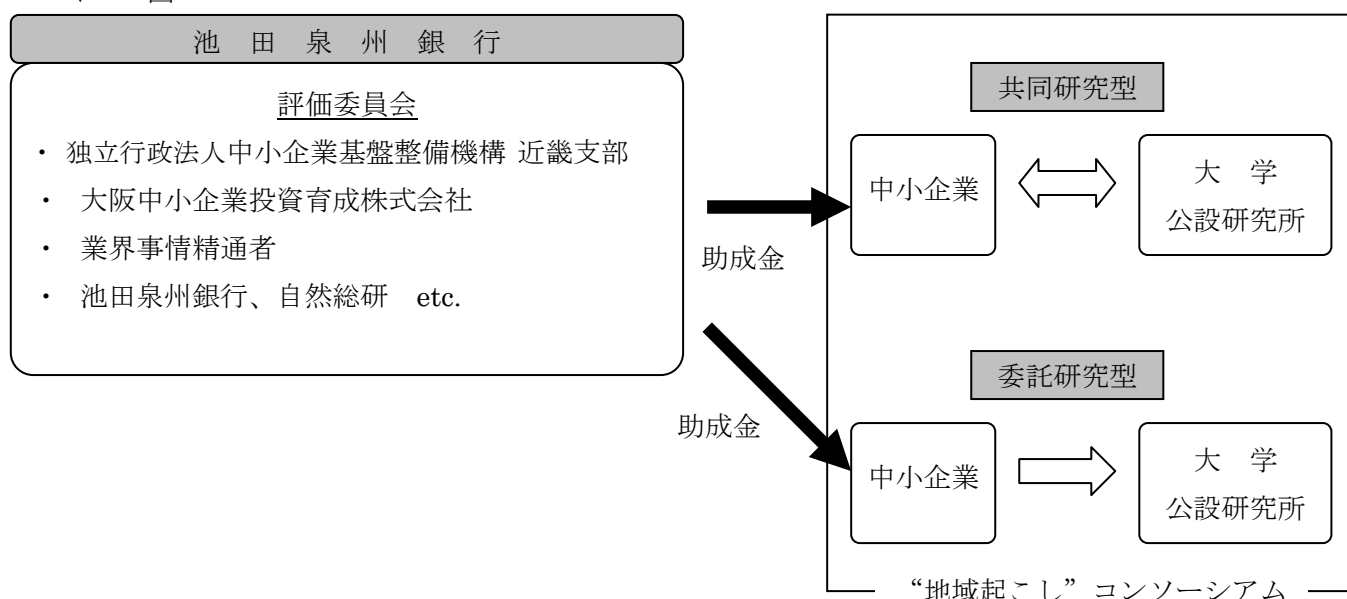 池田泉州銀行
評価委員会
・ 独立行政法人中小企業基盤整備機構 近畿支部
・ 大阪中小企業投資育成株式会社
・ 業界事情精通者
・ 池田泉州銀行、自然総研 etc.
助成金
助成金
共同研究型
中小企業
大 学
公設研究所
委託研究型
中小企業
大 学
公設研究所
“地域起こし”コンソーシアム